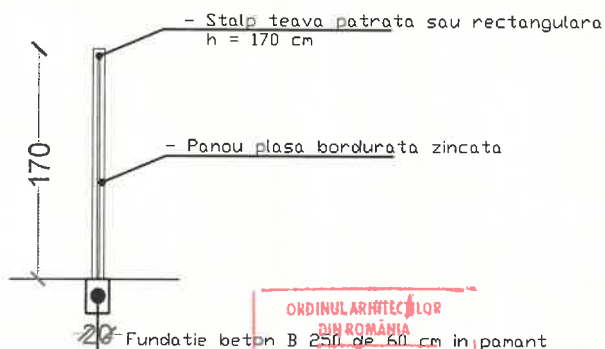 - Stalp teava patrata sau rectangulara
h = 170 cm
170
- Panou plasa bordurata zincata
ORDINUL ARHITECȚILOR
DIN ROMÂNIA
20
- Fundatie beton B 250 de 60 cm in pamant